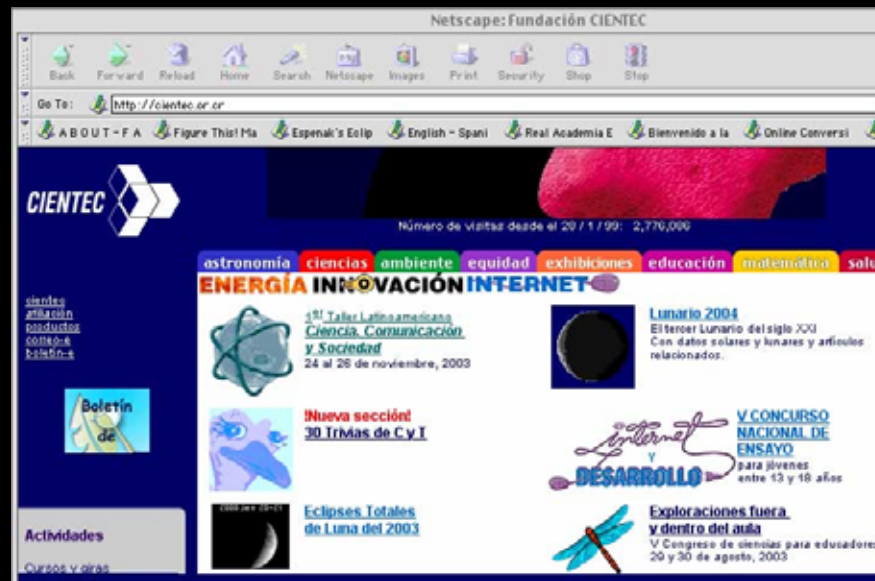 Netscape: Fundación CIENTEC
Back Forward Reload Home Search Netscape Images Print Security Shop Stop
Go To: http://cientec.or.cr
ABOUT-FA Figure This! Ma Espenak's Eclip English - Spani Real Academia E Bienvenido a la Online Conversi
CIENTEC
Número de visitas desde el 29/1/99:
astronomía ciencias ambiente equidad exhibiciones educación matemática salu
ENERGÍA INNOVACIÓN INTERNET
cientec
afiliación
productos
correo-e
boletín-e
Boletín
de
Actividades
Cursos y giras
1er Taller Latinoamericano
Ciencia, Comunicación
y Sociedad
24 al 26 de noviembre, 2003
Lunario 2004
El tercer Lunario del siglo XXI
Con datos solares y lunares y artículos
relacionados.
!Nueva sección!
30 Trivias de C y T
internet
y
DESARROLLO
V CONCURSO
NACIONAL DE
ENSAYO
para jóvenes
entre 13 y 18 años
Eclipses Totales
de Luna del 2003
Exploraciones fuera
y dentro del aula
V Congreso de ciencias para educadores
29 y 30 de agosto, 2003